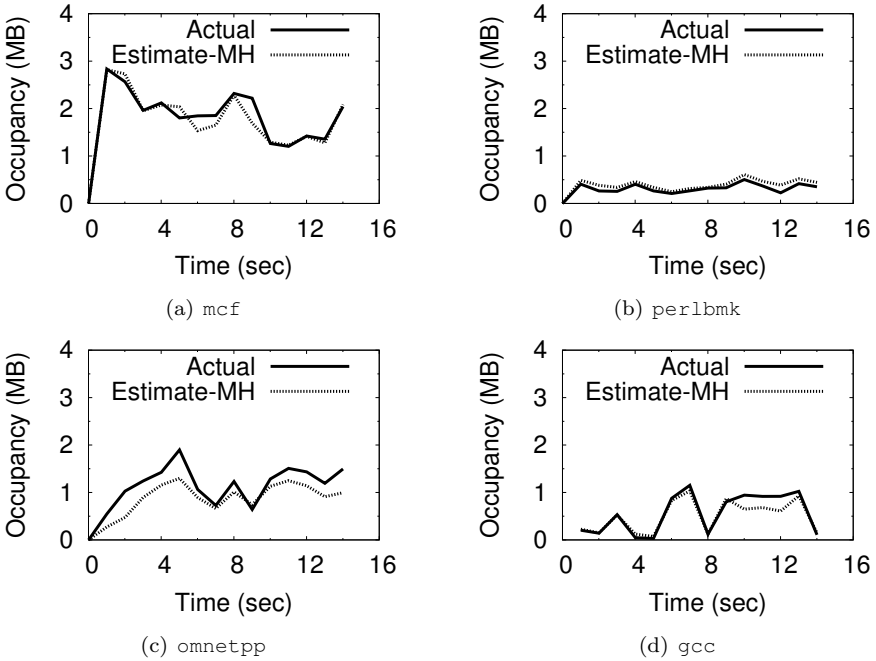 4
3
2
1
0
Occupancy (MB)
Actual
Estimate-MH
0 4 8 12 16
Time (sec)
(a) mcf
4
3
2
1
0
Occupancy (MB)
Actual
Estimate-MH
0 4 8 12 16
Time (sec)
(b) perlbmk
4
3
2
1
0
Occupancy (MB)
Actual
Estimate-MH
0 4 8 12 16
Time (sec)
(c) omnetpp
4
3
2
1
0
Occupancy (MB)
Actual
Estimate-MH
0 4 8 12 16
Time (sec)
(d) gcc